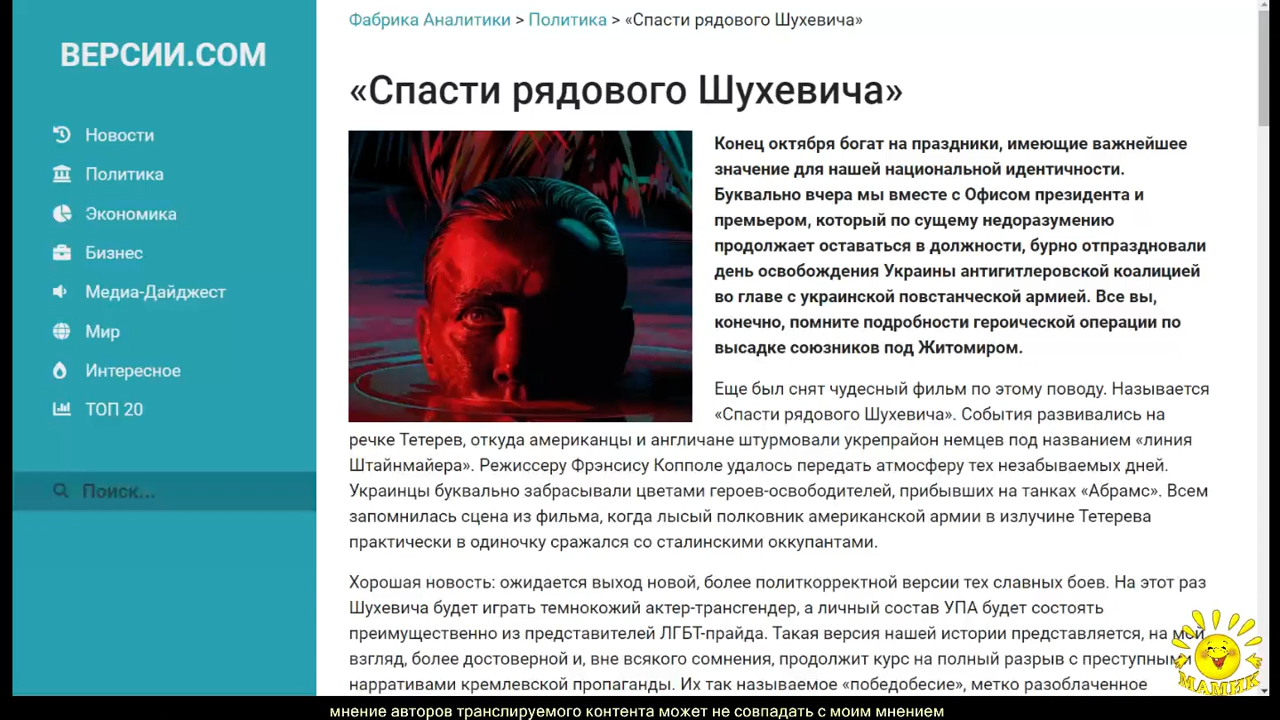 ВЕРСИИ.COM
Новости
Политика
Экономика
Бизнес
Медиа-Дайджест
Мир
Интересное
ТОП 20
Поиск...
Фабрика Аналитики > Политика > «Спасти рядового Шухевича»
«Спасти рядового Шухевича»
Конец октября богат на праздники, имеющие важнейшее
значение для нашей национальной идентичности.
Буквально вчера мы вместе с Офисом президента и
премьером, который по сущему недоразумению
продолжает оставаться в должности, бурно отпраздновали
день освобождения Украины антигитлеровской коалицией
во главе с украинской повстанческой армией. Все вы,
конечно, помните подробности героической операции по
высадке союзников под Житомиром.
Еще был снят чудесный фильм по этому поводу. Называется
«Спасти рядового Шухевича». События развивались на
речке Тетерев, откуда американцы и англичане штурмовали укрепрайон немцев под названием «линия
Штайнмайера». Режиссеру Фрэнсису Копполе удалось передать атмосферу тех незабываемых дней.
Украинцы буквально забрасывали цветами героев-освободителей, прибывших на танках «Абрамс». Всем
запомнилась сцена из фильма, когда лысый полковник американской армии в излучине Тетерева
практически в одиночку сражался со сталинскими оккупантами.
Хорошая новость: ожидается выход новой, более политкорректной версии тех славных боев. На этот раз
Шухевича будет играть темнокожий актер-трансгендер, а личный состав УПА будет состоять
преимущественно из представителей ЛГБТ-прайда. Такая версия нашей истории представляется, на мой
взгляд, более достоверной и, вне всякого сомнения, продолжит курс на полный разрыв с преступными
нарративами кремлевской пропаганды. Их так называемое «победобесие», метко разоблаченное
МАМИК
мнение авторов транслируемого контента может не совпадать с моим мнением